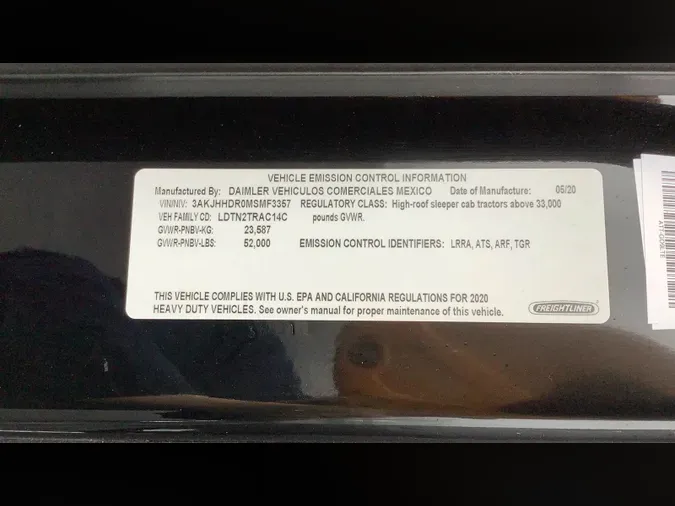 VEHICLE EMISSION CONTROL INFORMATION
Manufactured By: DAIMLER VEHICULOS COMERCIALES MEXICO Date of Manufacture: 06/20
VIN/NIV: 3AKJHHDR0MSMF3357 REGULATORY CLASS: High-roof sleeper cab tractors above 33,000
VEH FAMILY CD: LDTN2TRAC14C pounds GVWR.
GVWR-PNBV-KG: 23,587
GVWR-PNBV-LBS: 52,000 EMISSION CONTROL IDENTIFIERS: LRRA, ATS, ARF, TGR
THIS VEHICLE COMPLIES WITH U.S. EPA AND CALIFORNIA REGULATIONS FOR 2020
HEAVY DUTY VEHICLES. See owner's manual for proper maintenance of this vehicle.
FREIGHTLINER